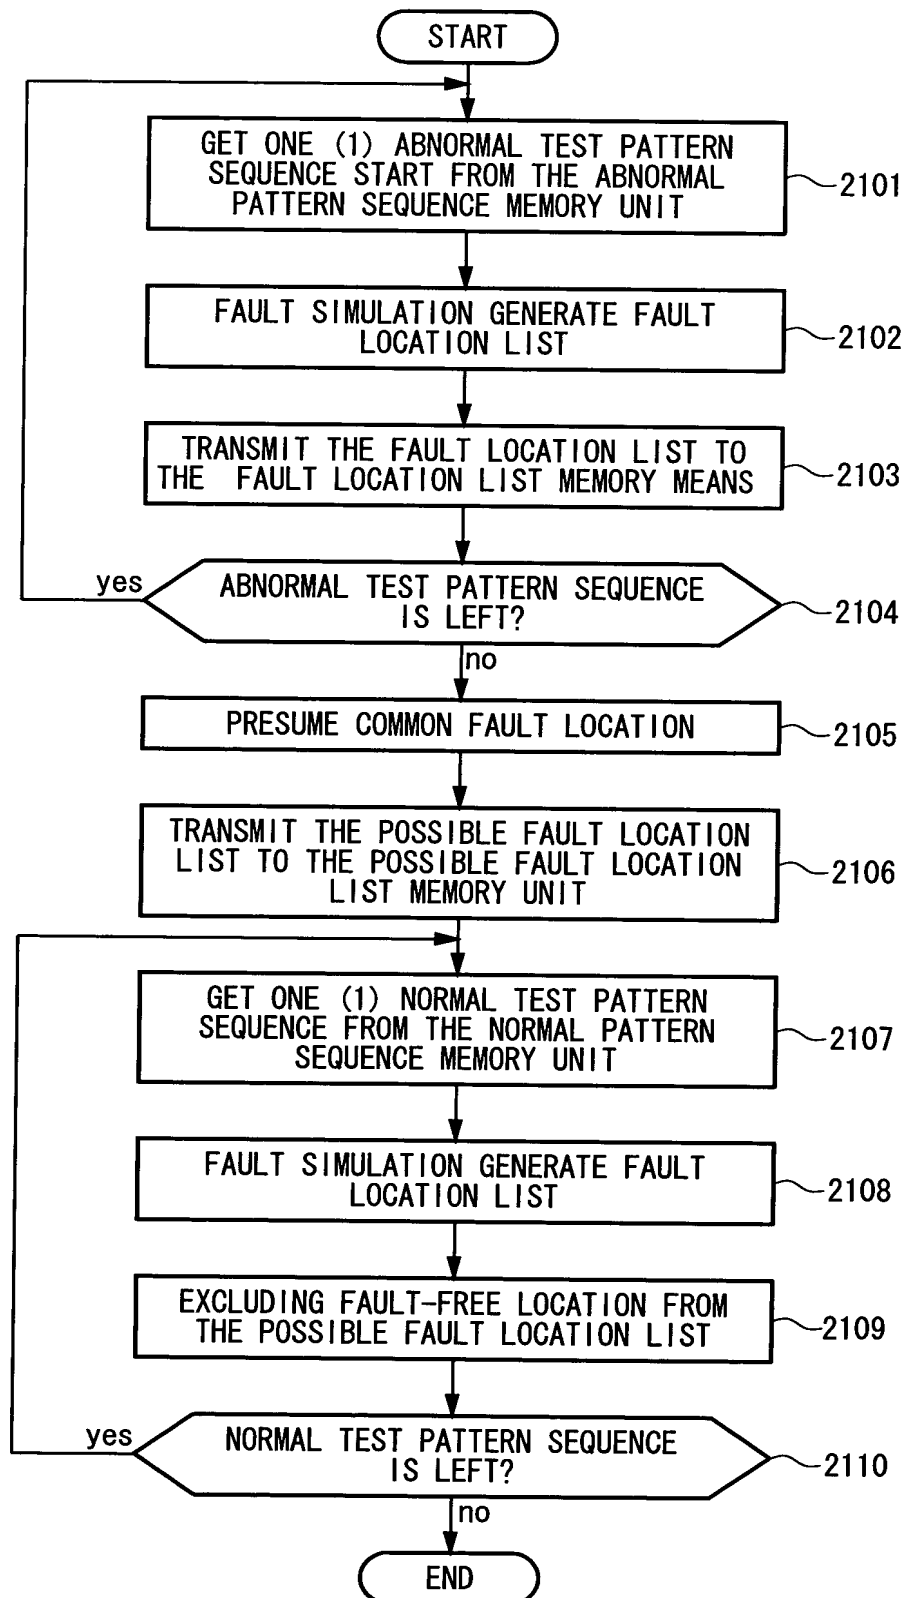 START
GET ONE (1) ABNORMAL TEST PATTERN
SEQUENCE START FROM THE ABNORMAL
PATTERN SEQUENCE MEMORY UNIT
2101
FAULT SIMULATION GENERATE FAULT
LOCATION LIST
2102
TRANSMIT THE FAULT LOCATION LIST TO
THE FAULT LOCATION LIST MEMORY MEANS
2103
yes
ABNORMAL TEST PATTERN SEQUENCE
IS LEFT?
2104
no
PRESUME COMMON FAULT LOCATION
2105
TRANSMIT THE POSSIBLE FAULT LOCATION
LIST TO THE POSSIBLE FAULT LOCATION
LIST MEMORY UNIT
2106
GET ONE (1) NORMAL TEST PATTERN
SEQUENCE FROM THE NORMAL PATTERN
SEQUENCE MEMORY UNIT
2107
FAULT SIMULATION GENERATE FAULT
LOCATION LIST
2108
EXCLUDING FAULT-FREE LOCATION FROM
THE POSSIBLE FAULT LOCATION LIST
2109
yes
NORMAL TEST PATTERN SEQUENCE
IS LEFT?
2110
no
END